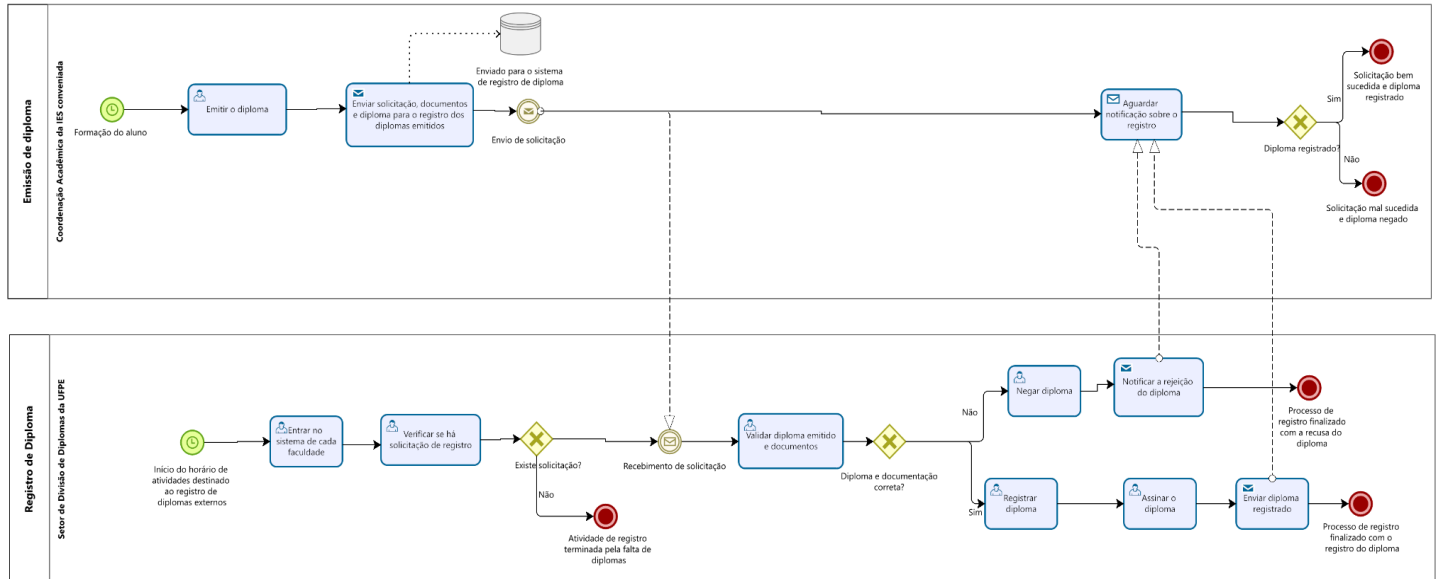 Emissão de diploma
Coordenação Acadêmica da IES conveniada
Formação do aluno
Emitir o diploma
Enviar solicitação, documentos
e diploma para o registro dos
diplomas emitidos
Enviado para o sistema
de registro de diploma
Envio de solicitação
Aguardar
notificação sobre o
registro
Diploma registrado?
Sim
Solicitação bem
sucedida e diploma
registrado
Não
Solicitação mal sucedida
e diploma negado
Registro de Diploma
Setor de Divisão de Diplomas da UFPE
Início do horário de
atividades destinado
ao registro de
diplomas externos
Entrar no
sistema de cada
faculdade
Verificar se há
solicitação de registro
Existe solicitação?
Não
Atividade de registro
terminada pela falta de
diplomas
Recebimento de solicitação
Validar diploma emitido
e documentos
Diploma e documentação
correta?
Não
Negar diploma
Notificar a rejeição
do diploma
Processo de
registro finalizado
com a recusa do
diploma
Sim
Registrar
diploma
Assinar o
diploma
Enviar diploma
registrado
Processo de registro
finalizado com o
registro do diploma